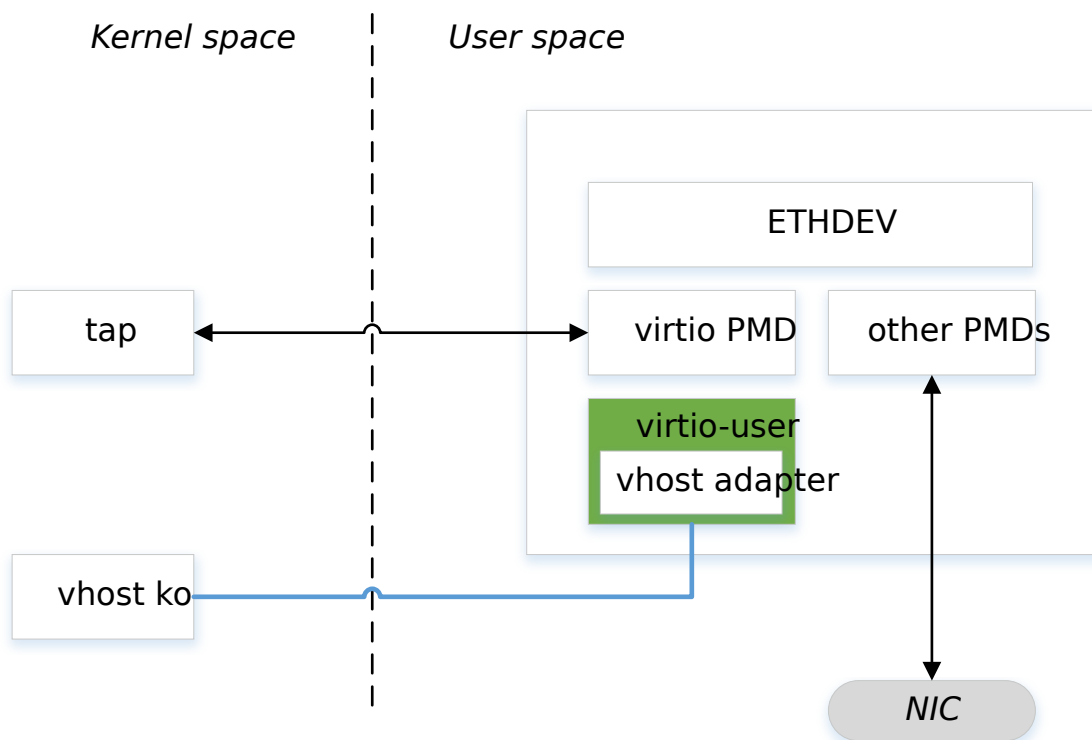 Kernel space
User space
ETHDEV
tap
virtio PMD
other PMDs
virtio-user
vhost adapter
vhost ko
NIC